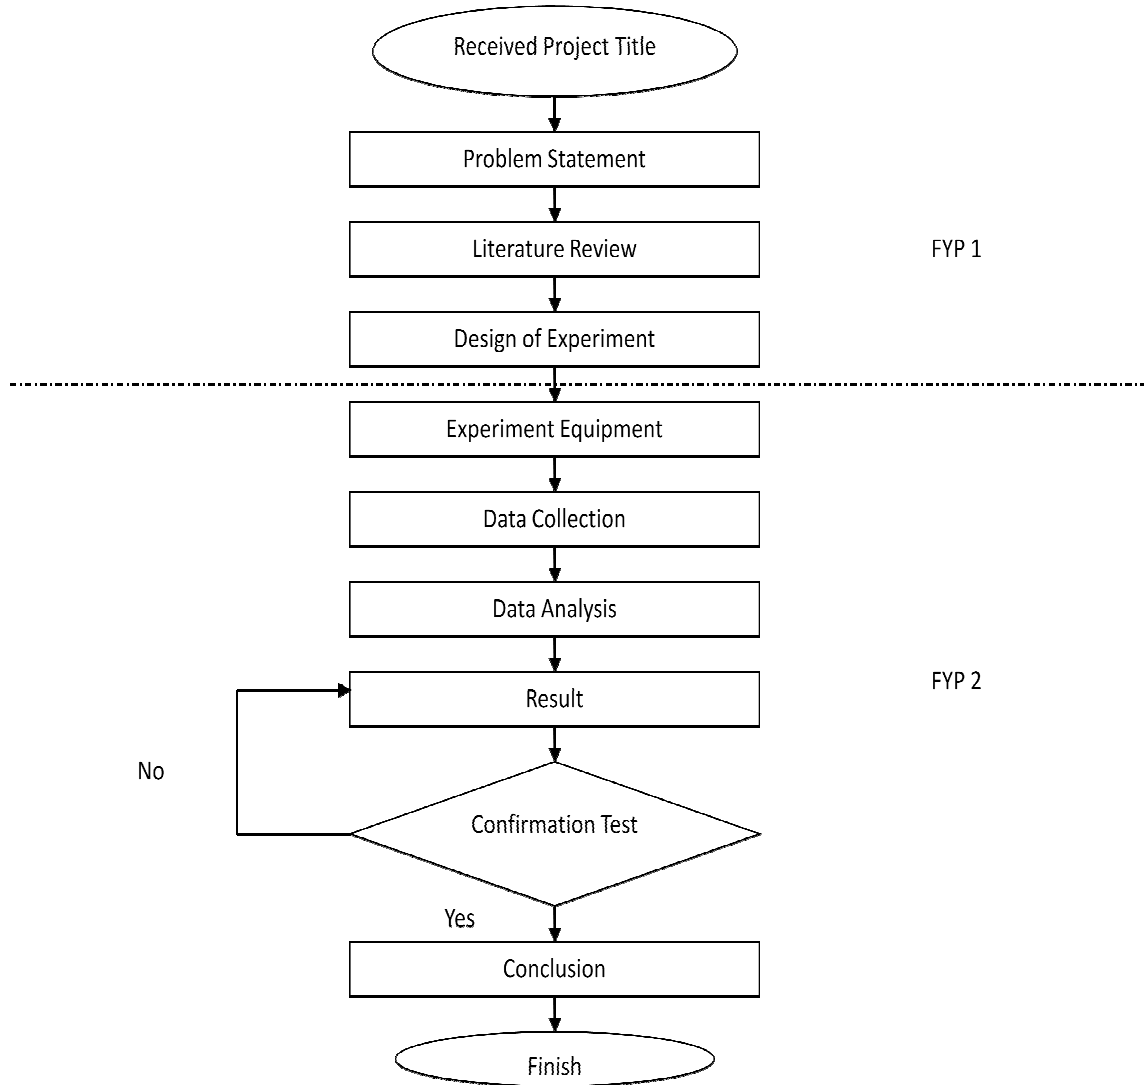 Received Project Title
Problem Statement
Literature Review
FYP 1
Design of Experiment
Experiment Equipment
Data Collection
Data Analysis
FYP 2
Result
No
Confirmation Test
Yes
Conclusion
Finish